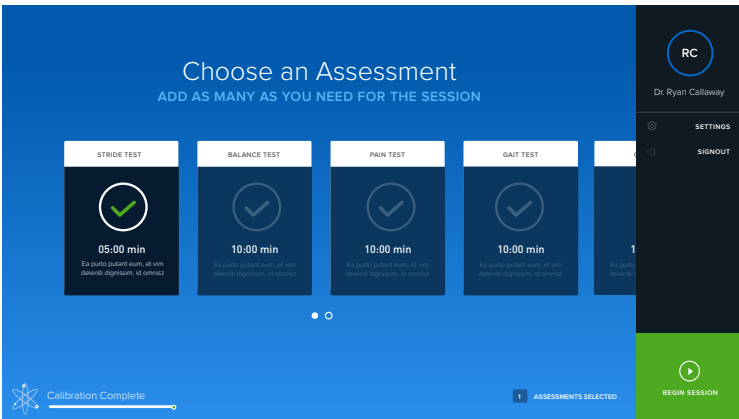 Choose an Assessment
ADD AS MANY AS YOU NEED FOR THE SESSION
STRIDE TEST
05:00 min
Ea purto putant eum, et vim
deleniti dignissim, id omnisz
BALANCE TEST
10:00 min
Ea purto putant eum, et vim
deleniti dignissim, id omnisz
PAIN TEST
10:00 min
Ea purto putant eum, et vim
deleniti dignissim, id omnisz
GAIT TEST
10:00 min
Ea purto putant eum, et vim
deleniti dignissim, id omnisz
Calibration Complete
1 ASSESSMENTS SELECTED
RC
Dr. Ryan Callaway
SETTINGS
SIGNOUT
BEGIN SESSION